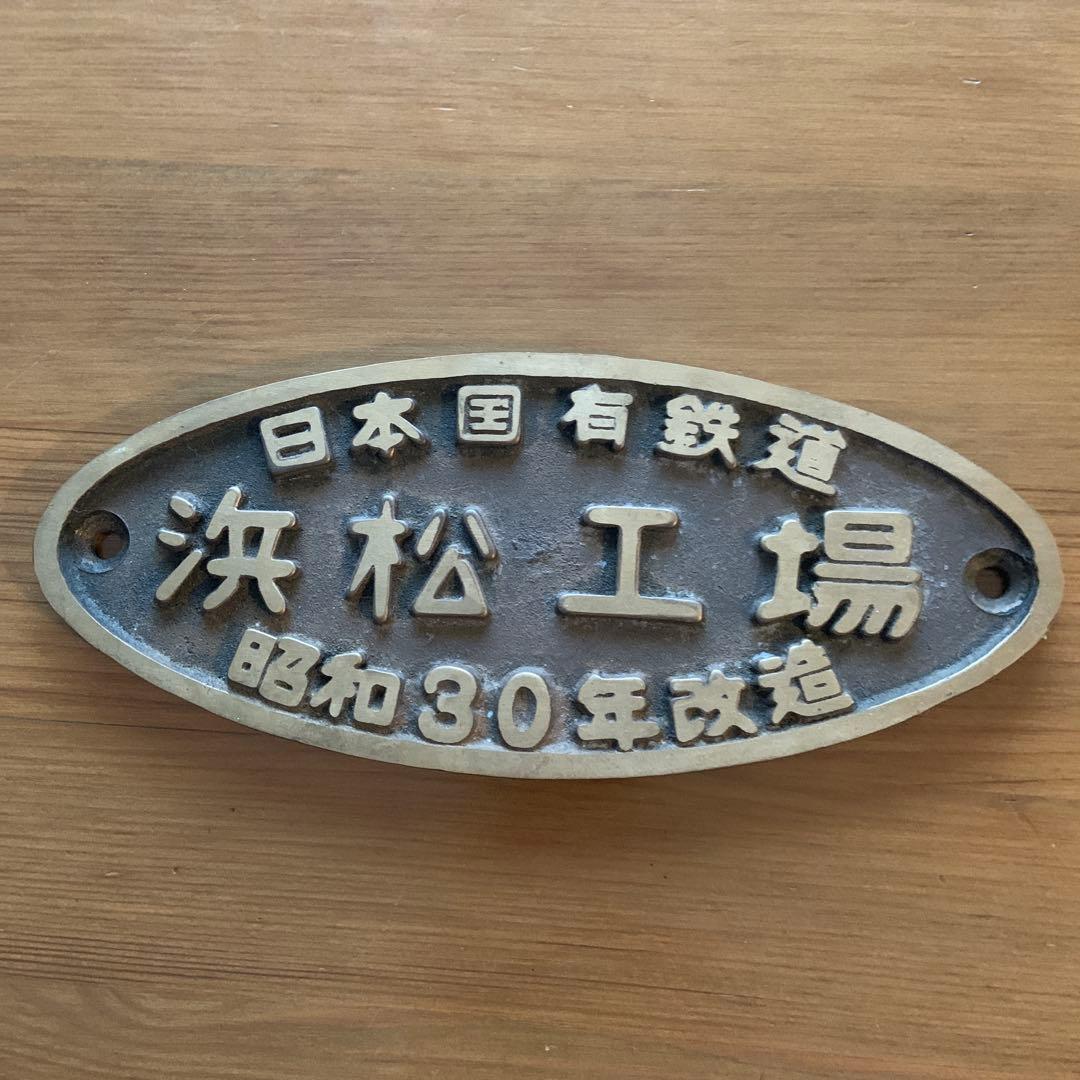 日本国有鉄道
浜松工場
昭和30年改造